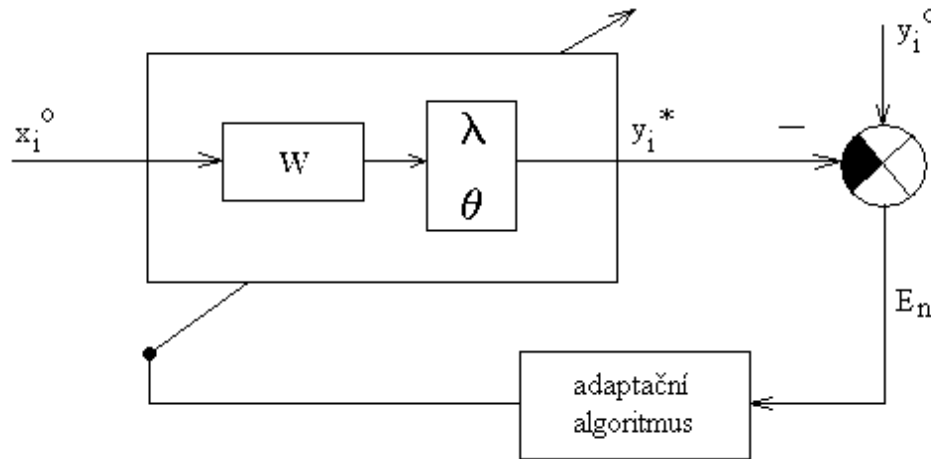 y_i^o
x_i^o
W
λ
θ
y_i^*
−
E_n
adaptační
algoritmus